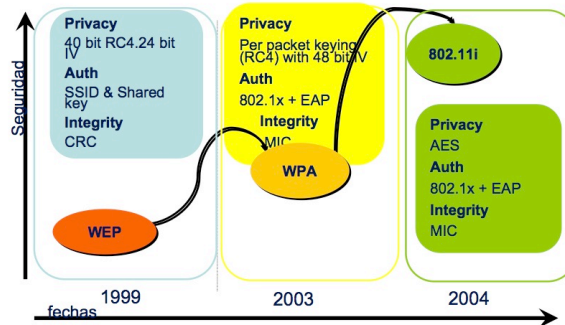 Privacy
40 bit RC4.24 bit
IV
Auth
SSID & Shared
key
Integrity
CRC
WEP
Privacy
Per packet keying
(RC4) with 48 bit IV
Auth
802.1x + EAP
Integrity
MIC
WPA
802.11i
Privacy
AES
Auth
802.1x + EAP
Integrity
MIC
Seguridad
1999
2003
2004
fechas